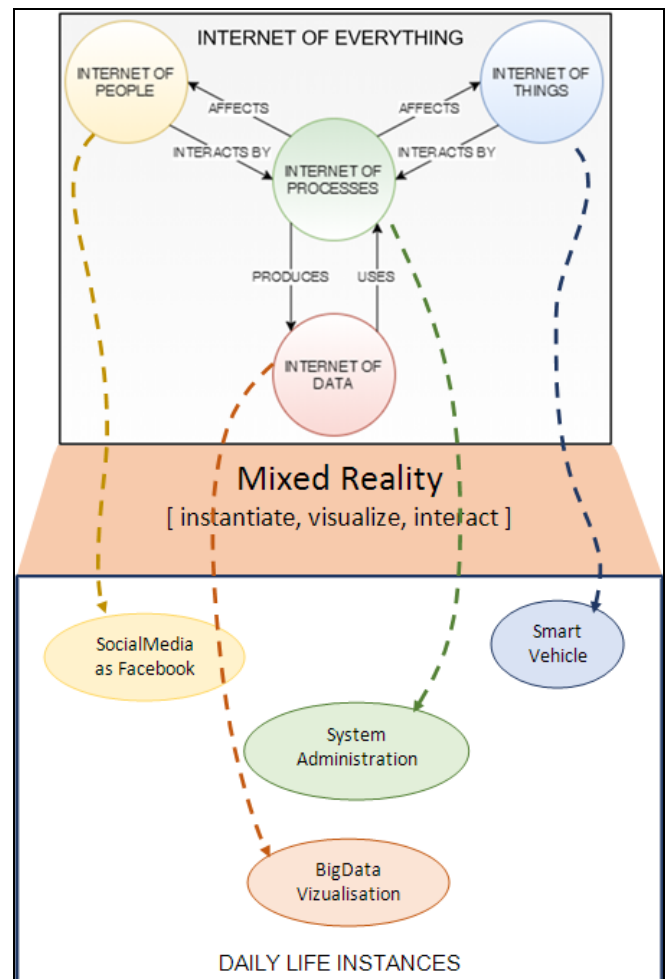 INTERNET OF EVERYTHING
INTERNET OF
PEOPLE
INTERNET OF
THINGS
AFFECTS
AFFECTS
INTERACTS BY
INTERACTS BY
INTERNET OF
PROCESSES
PRODUCES
USES
INTERNET OF
DATA
Mixed Reality
[ instantiate, visualize, interact ]
SocialMedia
as Facebook
Smart
Vehicle
System
Administration
BigData
Vizualisation
DAILY LIFE INSTANCES